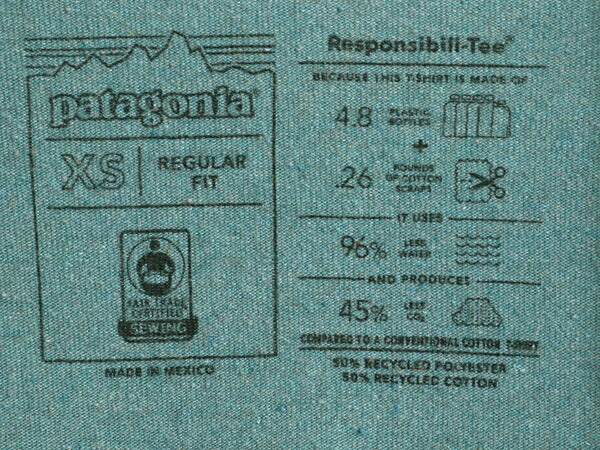 patagonia®
XS
REGULAR
FIT
FAIR TRADE
CERTIFIED
SEWING
MADE IN MEXICO
Responsibili-Tee®
BECAUSE THIS T-SHIRT IS MADE OF
4.8 PLASTIC
BOTTLES
+
.26 POUNDS
OF COTTON
SCRAPS
IT USES
96% LESS
WATER
AND PRODUCES
45% LESS
CO₂
COMPARED TO A CONVENTIONAL COTTON T-SHIRT
50% RECYCLED POLYESTER
50% RECYCLED COTTON